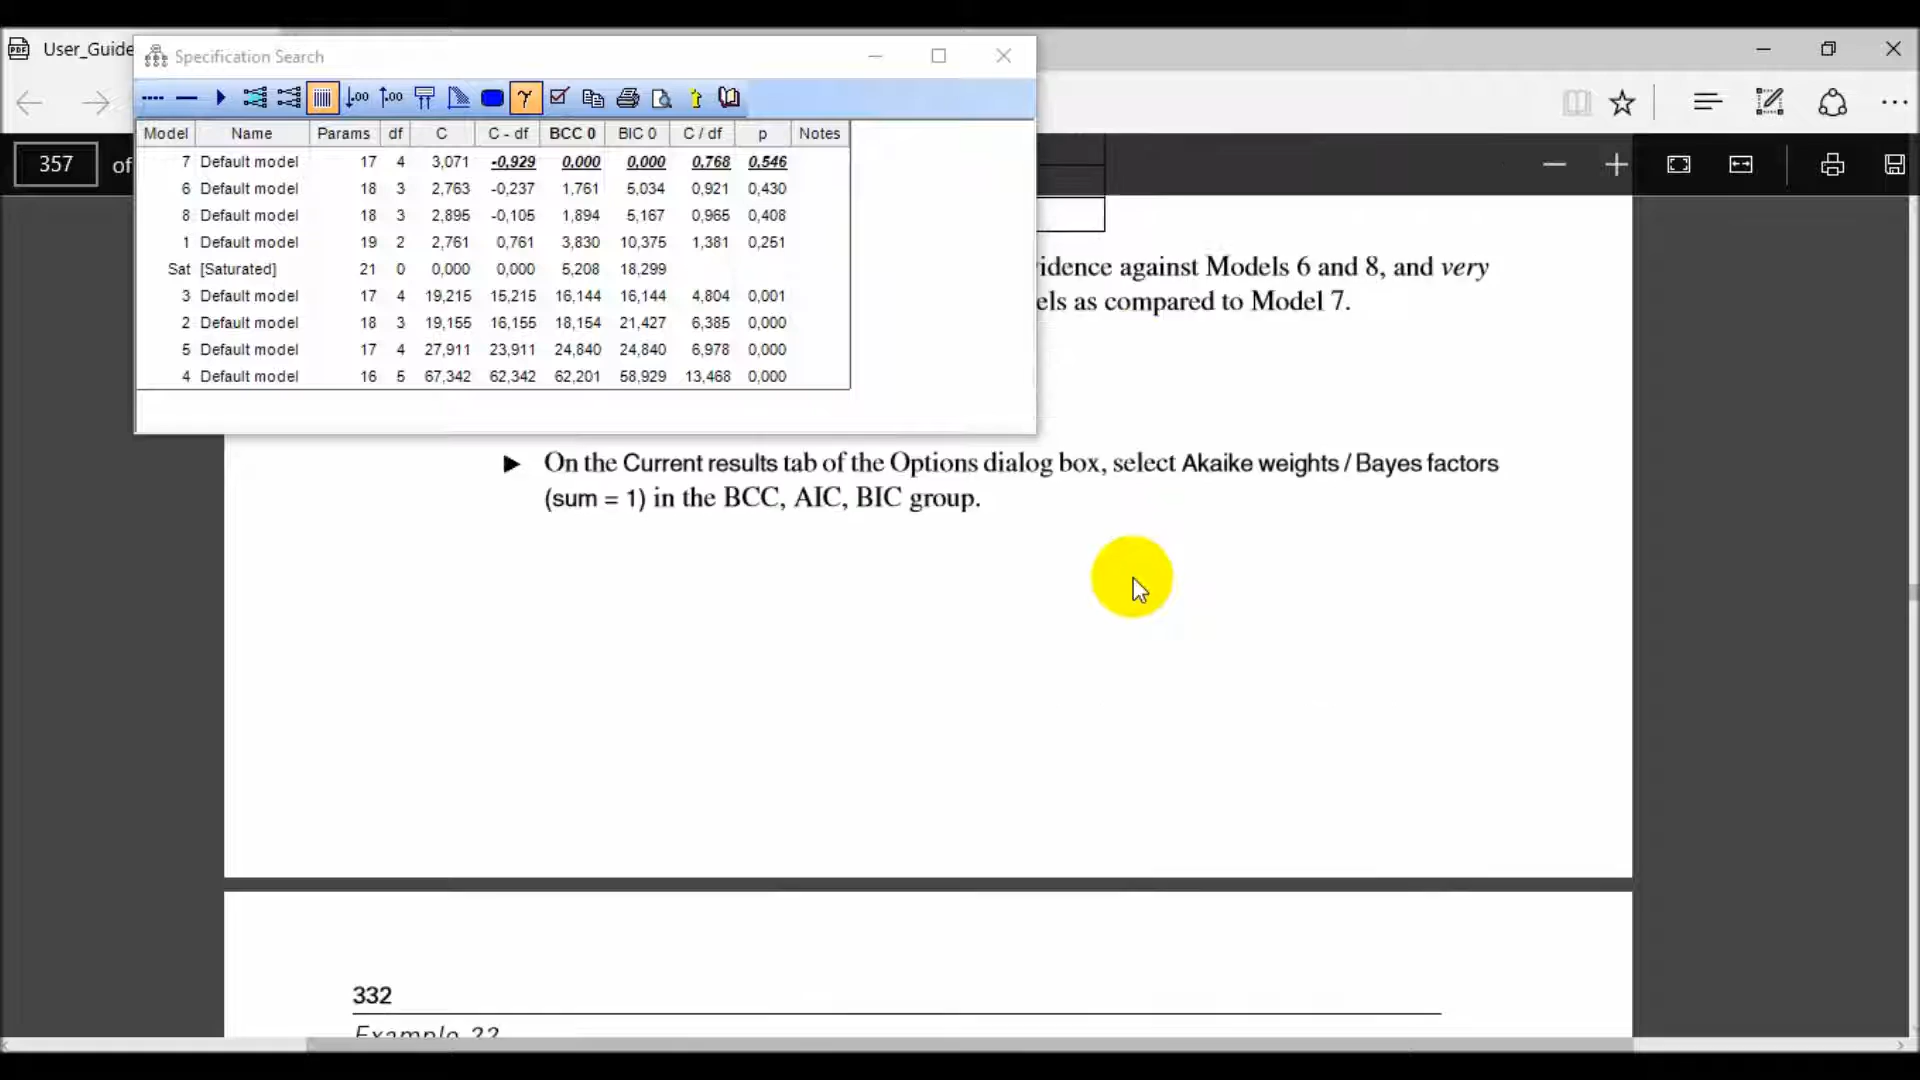 User_Guide
Specification Search
Model Name Params df C C - df BCC 0 BIC 0 C / df p Notes
7 Default model 17 4 3,071 -0,929 0,000 0,000 0,768 0,546
6 Default model 18 3 2,763 -0,237 1,761 5,034 0,921 0,430
8 Default model 18 3 2,895 -0,105 1,894 5,167 0,965 0,408
1 Default model 19 2 2,761 0,761 3,830 10,375 1,381 0,251
Sat [Saturated] 21 0 0,000 0,000 5,208 18,299
3 Default model 17 4 19,215 15,215 16,144 16,144 4,804 0,001
2 Default model 18 3 19,155 16,155 18,154 21,427 6,385 0,000
5 Default model 17 4 27,911 23,911 24,840 24,840 6,978 0,000
4 Default model 16 5 67,342 62,342 62,201 58,929 13,468 0,000
357 of
idence against Models 6 and 8, and very
els as compared to Model 7.
On the Current results tab of the Options dialog box, select Akaike weights / Bayes factors
(sum = 1) in the BCC, AIC, BIC group.
332
Example 22